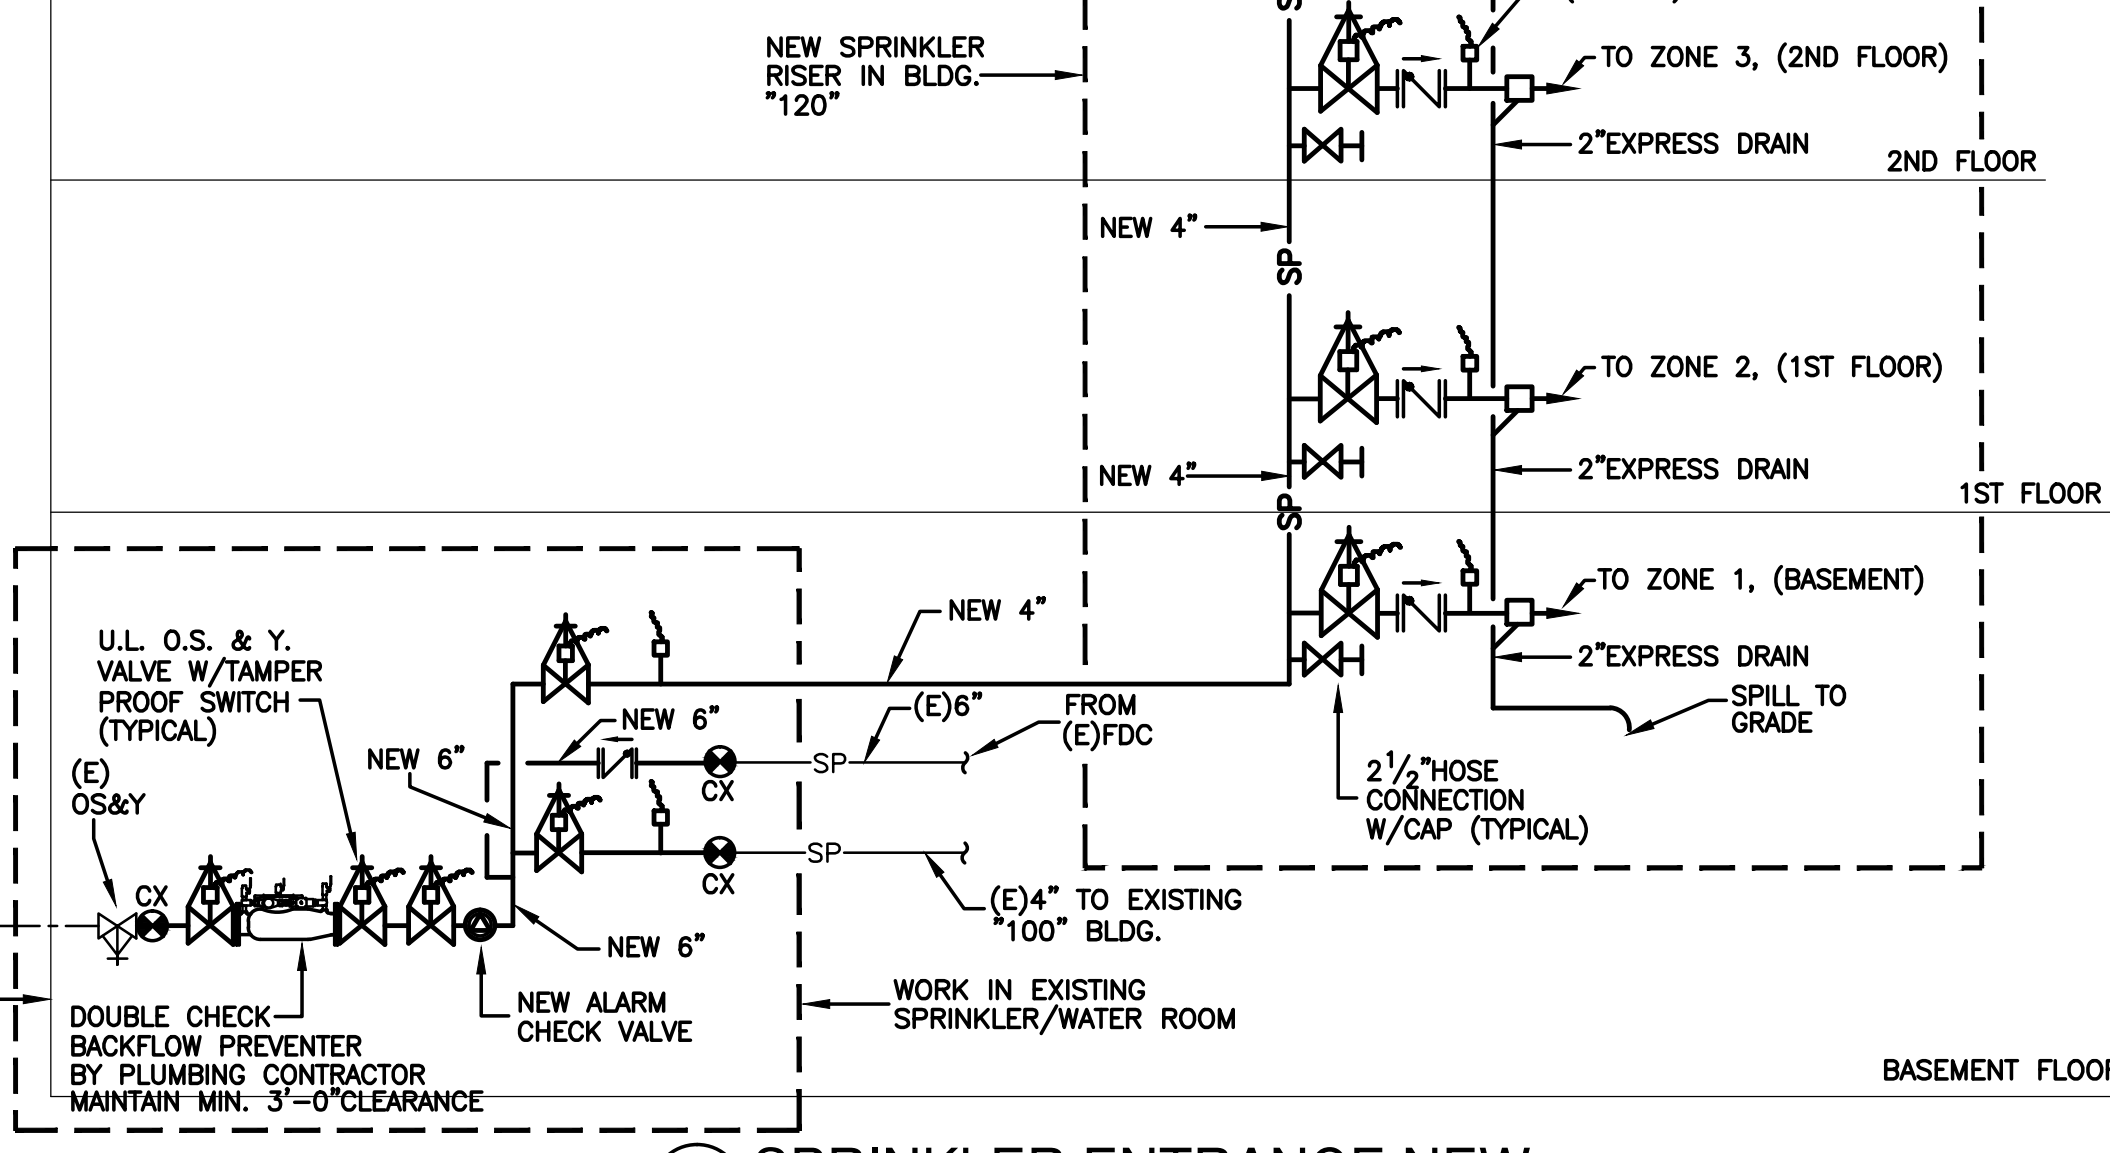 NEW SPRINKLER
RISER IN BLDG.
"120"
TO ZONE 3, (2ND FLOOR)
2"EXPRESS DRAIN
2ND FLOOR
NEW 4"
SP
TO ZONE 2, (1ST FLOOR)
NEW 4"
2"EXPRESS DRAIN
1ST FLOOR
SP
TO ZONE 1, (BASEMENT)
2"EXPRESS DRAIN
SPILL TO
GRADE
NEW 4"
U.L. O.S. & Y.
VALVE W/TAMPER
PROOF SWITCH
(TYPICAL)
(E)
OS&Y
NEW 6"
NEW 6"
(E)6"
FROM
(E)FDC
SP
CX
SP
CX
2 1/2"HOSE
CONNECTION
W/CAP (TYPICAL)
CX
(E)4" TO EXISTING
"100" BLDG.
NEW 6"
NEW ALARM
CHECK VALVE
WORK IN EXISTING
SPRINKLER/WATER ROOM
DOUBLE CHECK
BACKFLOW PREVENTER
BY PLUMBING CONTRACTOR
MAINTAIN MIN. 3'-0"CLEARANCE
BASEMENT FLOOR
SPRINKLER ENTRANCE NEW